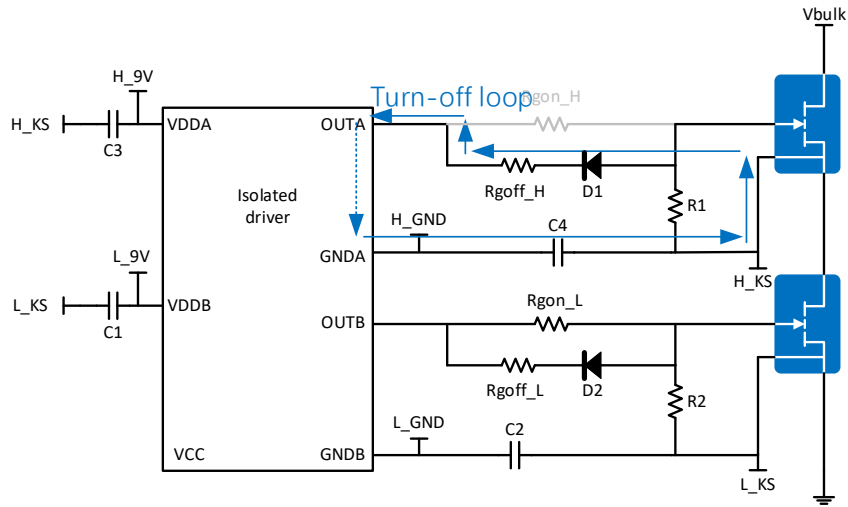 Vbulk
H_9V
Turn-off loop
Rgon_H
H_KS
VDDA
OUTA
C3
Rgoff_H
D1
Isolated
driver
R1
H_GND
C4
GNDA
L_9V
H_KS
L_KS
VDDB
Rgon_L
C1
OUTB
Rgoff_L
D2
R2
L_GND
C2
VCC
GNDB
L_KS